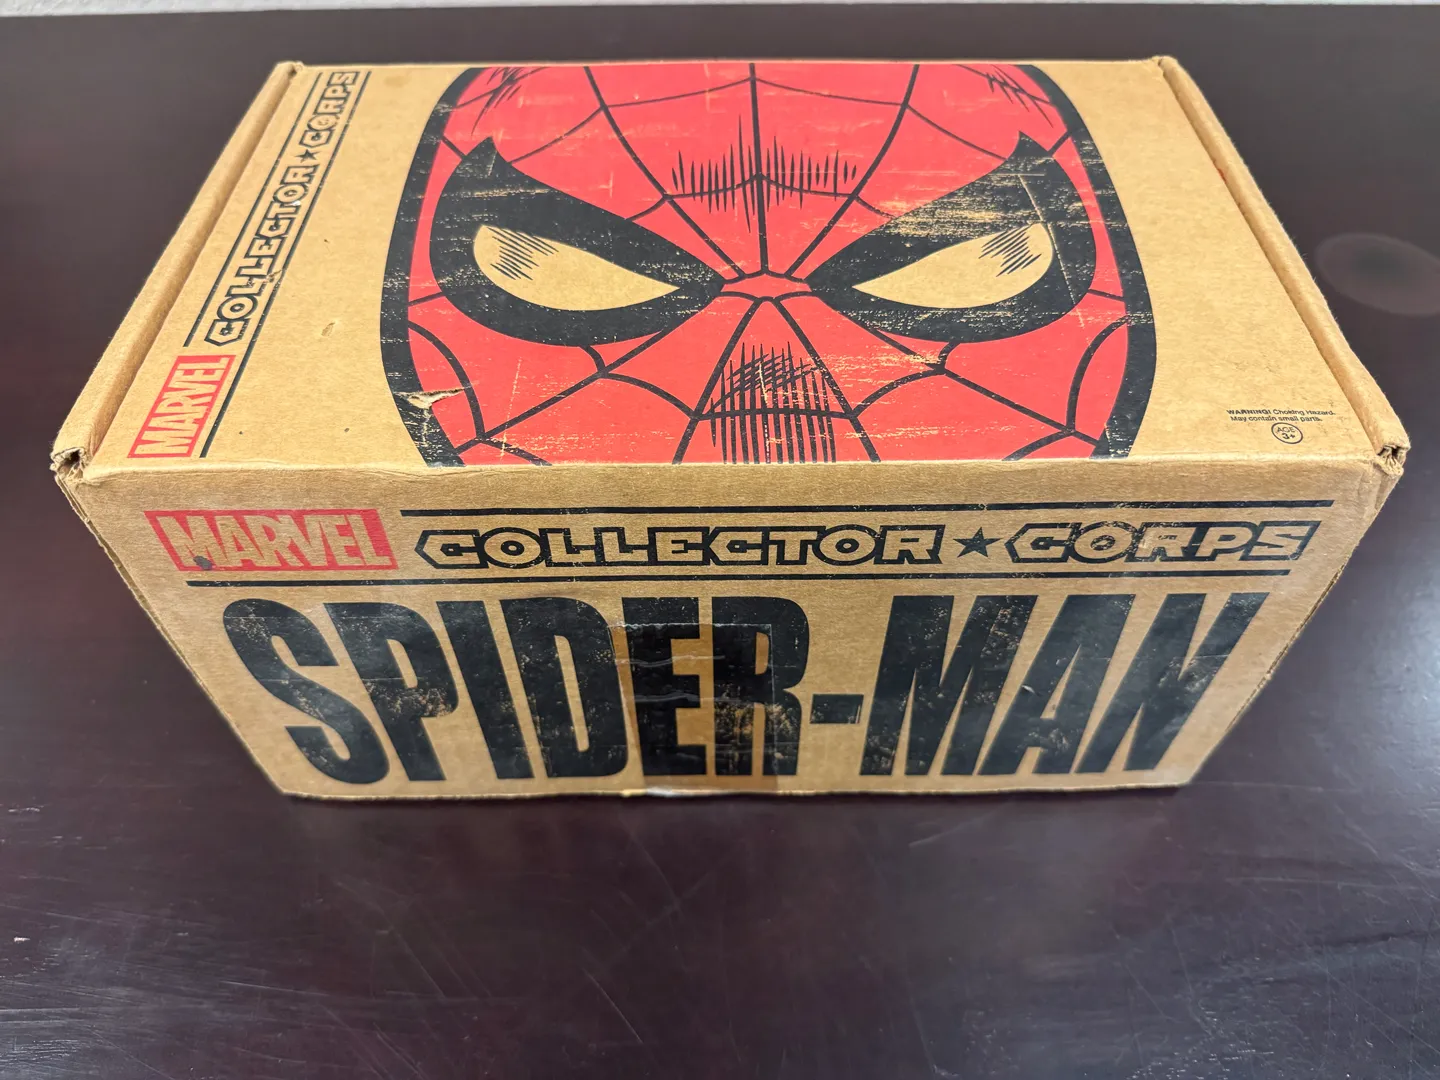 MARVEL COLLECTOR★CORPS
WARNING! Choking Hazard.
May contain small parts.
AGE
3+
MARVEL COLLECTOR★CORPS
SPIDER-MAN